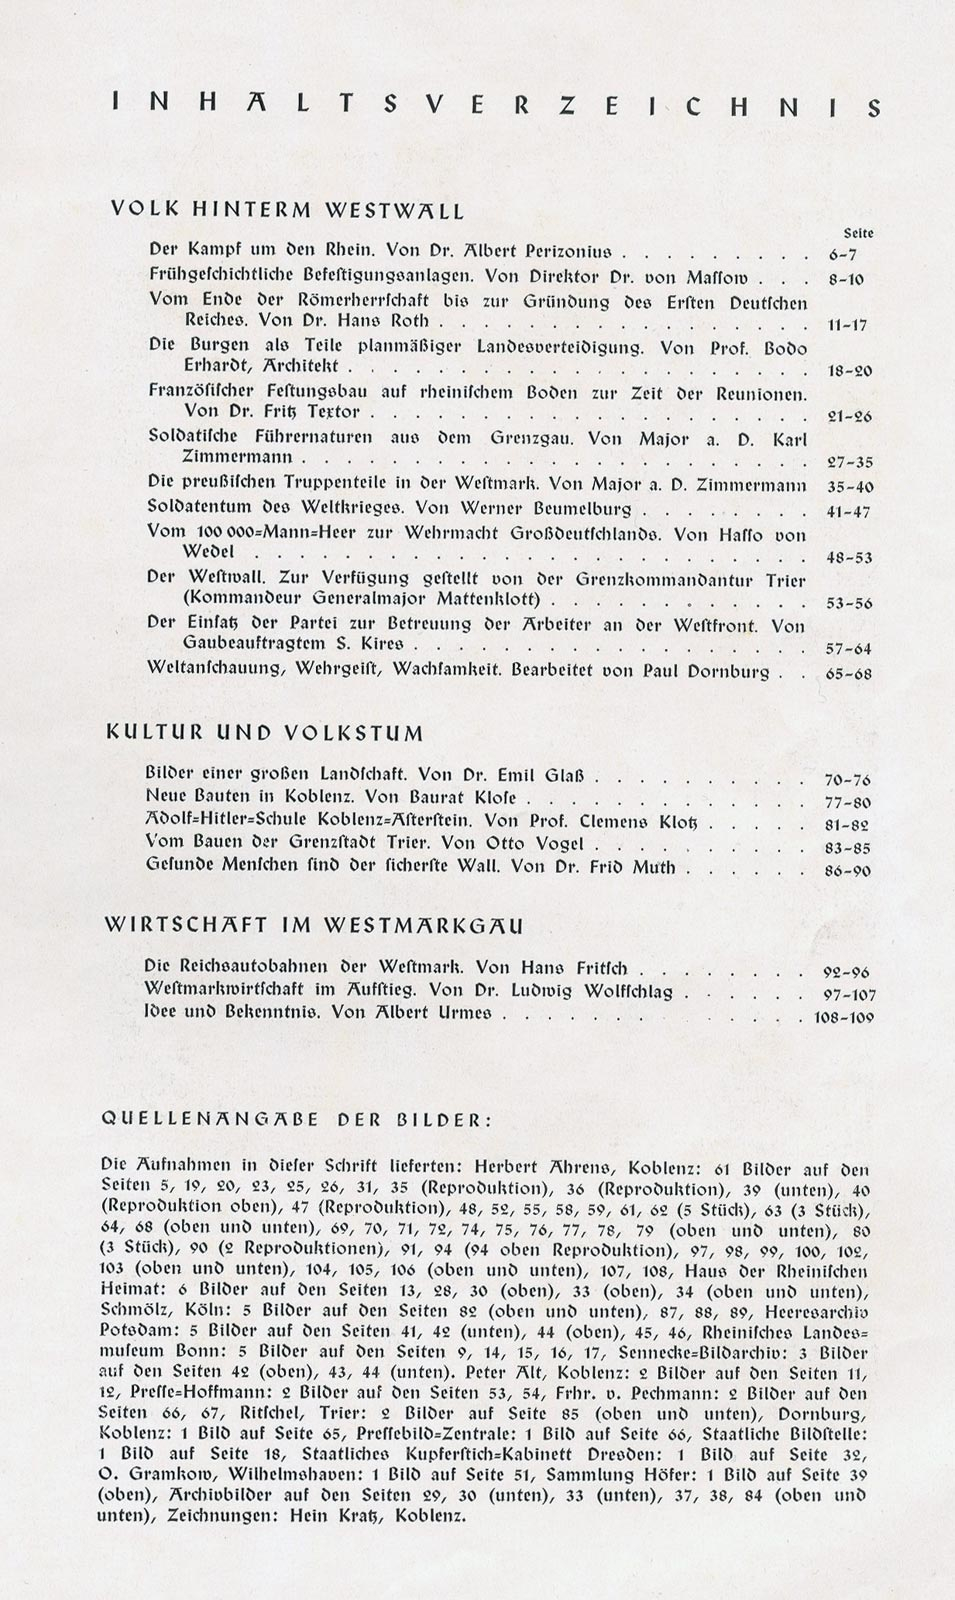 INHALTSVERZEICHNIS
VOLK HINTERM WESTWALL
Seite
Der Kampf um den Rhein. Von Dr. Albert Perizonius . . . . . . . . . 6-7
Frühgeschichtliche Befestigungsanlagen. Von Direktor Dr. von Massow . . . 8-10
Vom Ende der Römerherrschaft bis zur Gründung des Ersten Deutschen
Reiches. Von Dr. Hans Roth . . . . . . . . . . . . . . . . . 11-17
Die Burgen als Teile planmäßiger Landesverteidigung. Von Prof. Bodo
Erhardt, Architekt . . . . . . . . . . . . . . . . . . . . . 18-20
Französischer Festungsbau auf rheinischem Boden zur Zeit der Reunionen.
Von Dr. Fritz Textor . . . . . . . . . . . . . . . . . . . . 21-26
Soldatische Führernaturen aus dem Grenzgau. Von Major a. D. Karl
Zimmermann . . . . . . . . . . . . . . . . . . . . . . . 27-35
Die preußischen Truppenteile in der Westmark. Von Major a. D. Zimmermann 35-40
Soldatentum des Weltkrieges. Von Werner Beumelburg . . . . . . . . 41-47
Vom 100 000=Mann=Heer zur Wehrmacht Großdeutschlands. Von Hasso von
Wedel . . . . . . . . . . . . . . . . . . . . . . . . . 48-53
Der Westwall. Zur Verfügung gestellt von der Grenzkommandantur Trier
(Kommandeur Generalmajor Mattenklott) . . . . . . . . . . . . 53-56
Der Einsatz der Partei zur Betreuung der Arbeiter an der Westfront. Von
Gaubeauftragtem S. Kires . . . . . . . . . . . . . . . . . . 57-64
Weltanschauung, Wehrgeist, Wachsamkeit. Bearbeitet von Paul Dornburg . . 65-68
KULTUR UND VOLKSTUM
Bilder einer großen Landschaft. Von Dr. Emil Glaß . . . . . . . . . . 70-76
Neue Bauten in Koblenz. Von Baurat Klose . . . . . . . . . . . . . 77-80
Adolf=Hitler=Schule Koblenz=Asterstein. Von Prof. Clemens Klotz . . . . . 81-82
Vom Bauen der Grenzstadt Trier. Von Otto Vogel . . . . . . . . . . 83-85
Gesunde Menschen sind der sicherste Wall. Von Dr. Frid Muth . . . . . . 86-90
WIRTSCHAFT IM WESTMARKGAU
Die Reichsautobahnen der Westmark. Von Hans Fritsch . . . . . . . . 92-96
Westmarkwirtschaft im Aufstieg. Von Dr. Ludwig Wolffschlag . . . . . . 97-107
Idee und Bekenntnis. Von Albert Urmes . . . . . . . . . . . . . . 108-109
QUELLENANGABE DER BILDER:
Die Aufnahmen in dieser Schrift lieferten: Herbert Ahrens, Koblenz: 61 Bilder auf den
Seiten 5, 19, 20, 23, 25, 26, 31, 35 (Reproduktion), 36 (Reproduktion), 39 (unten), 40
(Reproduktion oben), 47 (Reproduktion), 48, 52, 55, 58, 59, 61, 62 (5 Stück), 63 (3 Stück),
64, 68 (oben und unten), 69, 70, 71, 72, 74, 75, 76, 77, 78, 79 (oben und unten), 80
(3 Stück), 90 (2 Reproduktionen), 91, 94 (94 oben Reproduktion), 97, 98, 99, 100, 102,
103 (oben und unten), 104, 105, 106 (oben und unten), 107, 108, Haus der Rheinischen
Heimat: 6 Bilder auf den Seiten 13, 28, 30 (oben), 33 (oben), 34 (oben und unten),
Schmölz, Köln: 5 Bilder auf den Seiten 82 (oben und unten), 87, 88, 89, Heeresarchiv
Potsdam: 5 Bilder auf den Seiten 41, 42 (unten), 44 (oben), 45, 46, Rheinisches Landes=
museum Bonn: 5 Bilder auf den Seiten 9, 14, 15, 16, 17, Sennecke=Bildarchiv: 3 Bilder
auf den Seiten 42 (oben), 43, 44 (unten). Peter Alt, Koblenz: 2 Bilder auf den Seiten 11,
12, Presse=Hoffmann: 2 Bilder auf den Seiten 53, 54, Frhr. v. Pechmann: 2 Bilder auf den
Seiten 66, 67, Ritschel, Trier: 2 Bilder auf Seite 85 (oben und unten), Dornburg,
Koblenz: 1 Bild auf Seite 65, Pressebild=Zentrale: 1 Bild auf Seite 66, Staatliche Bildstelle:
1 Bild auf Seite 18, Staatliches Kupferstich=Kabinett Dresden: 1 Bild auf Seite 32,
O. Gramkow, Wilhelmshaven: 1 Bild auf Seite 51, Sammlung Höfer: 1 Bild auf Seite 39
(oben), Archivbilder auf den Seiten 29, 30 (unten), 33 (unten), 37, 38, 84 (oben und
unten), Zeichnungen: Hein Kratz, Koblenz.